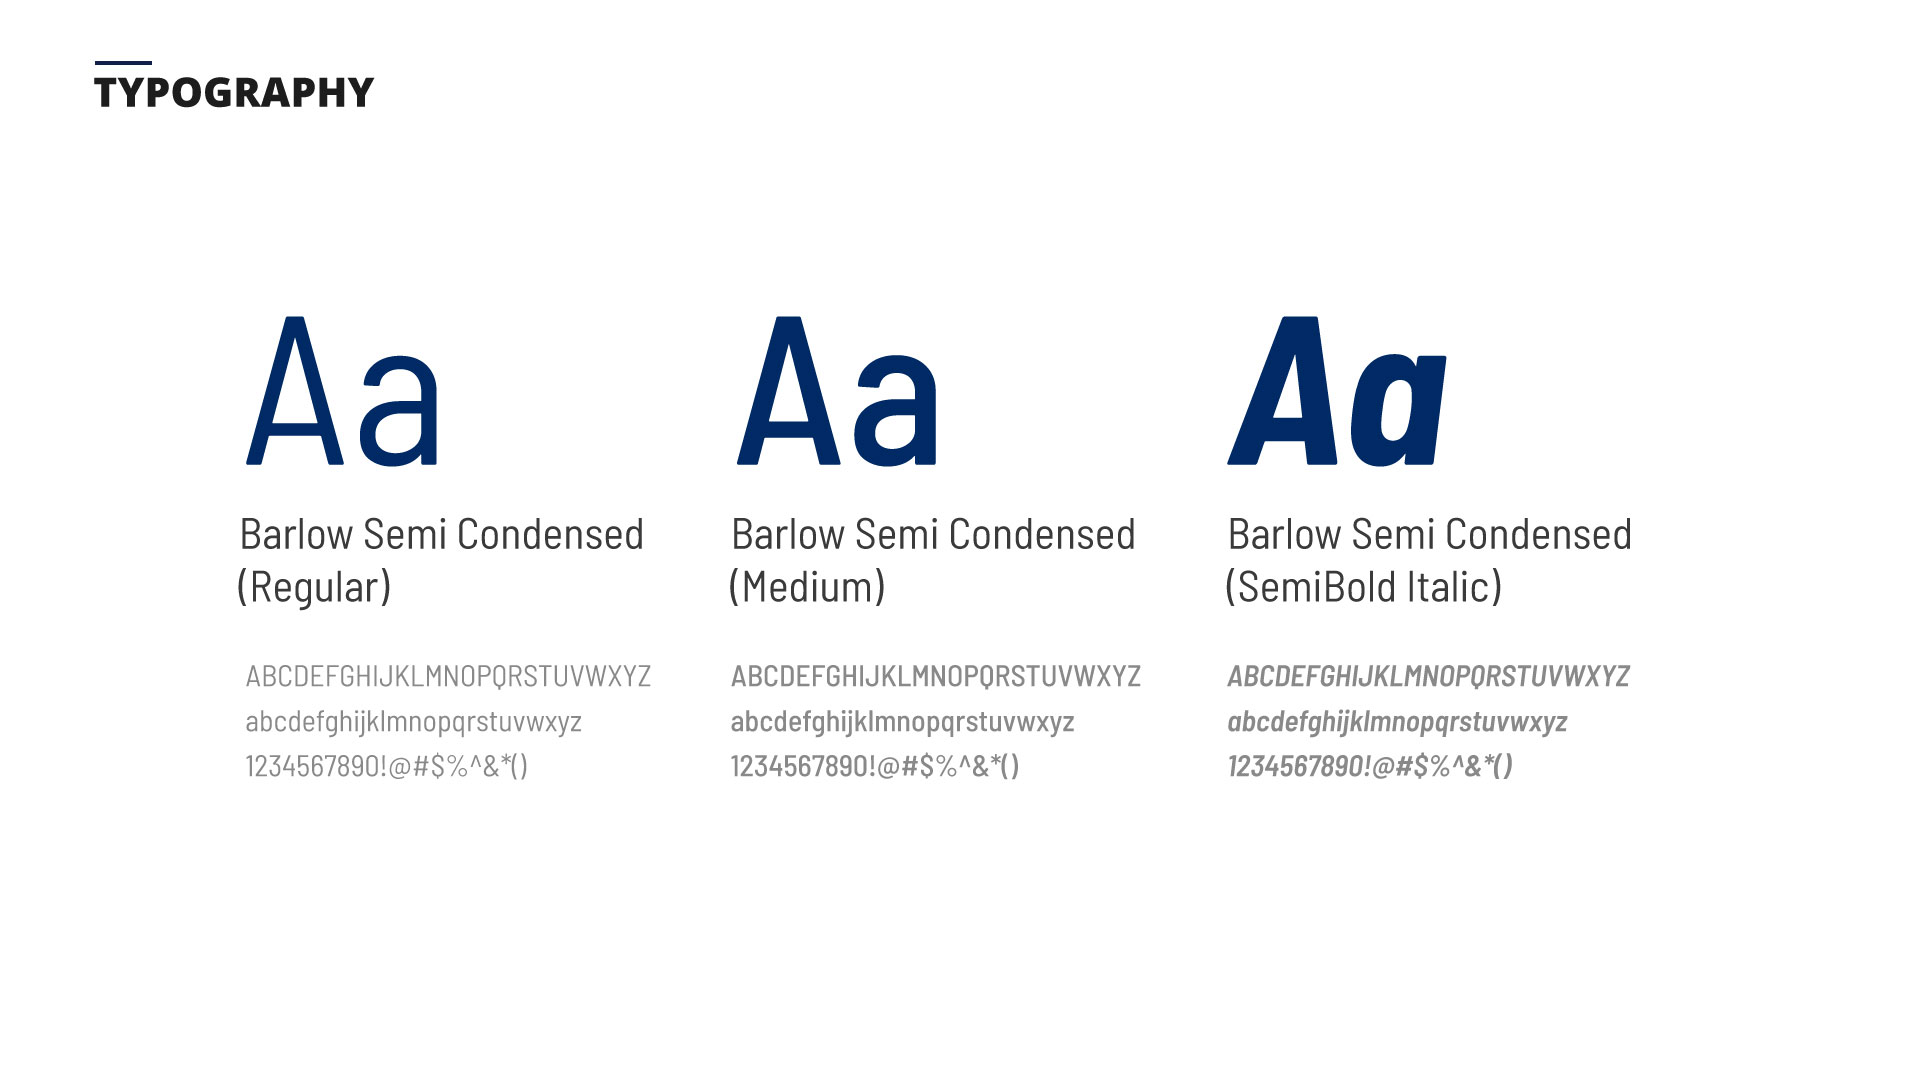 TYPOGRAPHY
Aa
Barlow Semi Condensed
(Regular)
ABCDEFGHIJKLMNOPQRSTUVWXYZ
abcdefghijklmnopqrstuvwxyz
1234567890!@#$%^&*()
Aa
Barlow Semi Condensed
(Medium)
ABCDEFGHIJKLMNOPQRSTUVWXYZ
abcdefghijklmnopqrstuvwxyz
1234567890!@#$%^&*()
Aa
Barlow Semi Condensed
(SemiBold Italic)
ABCDEFGHIJKLMNOPQRSTUVWXYZ
abcdefghijklmnopqrstuvwxyz
1234567890!@#$%^&*()